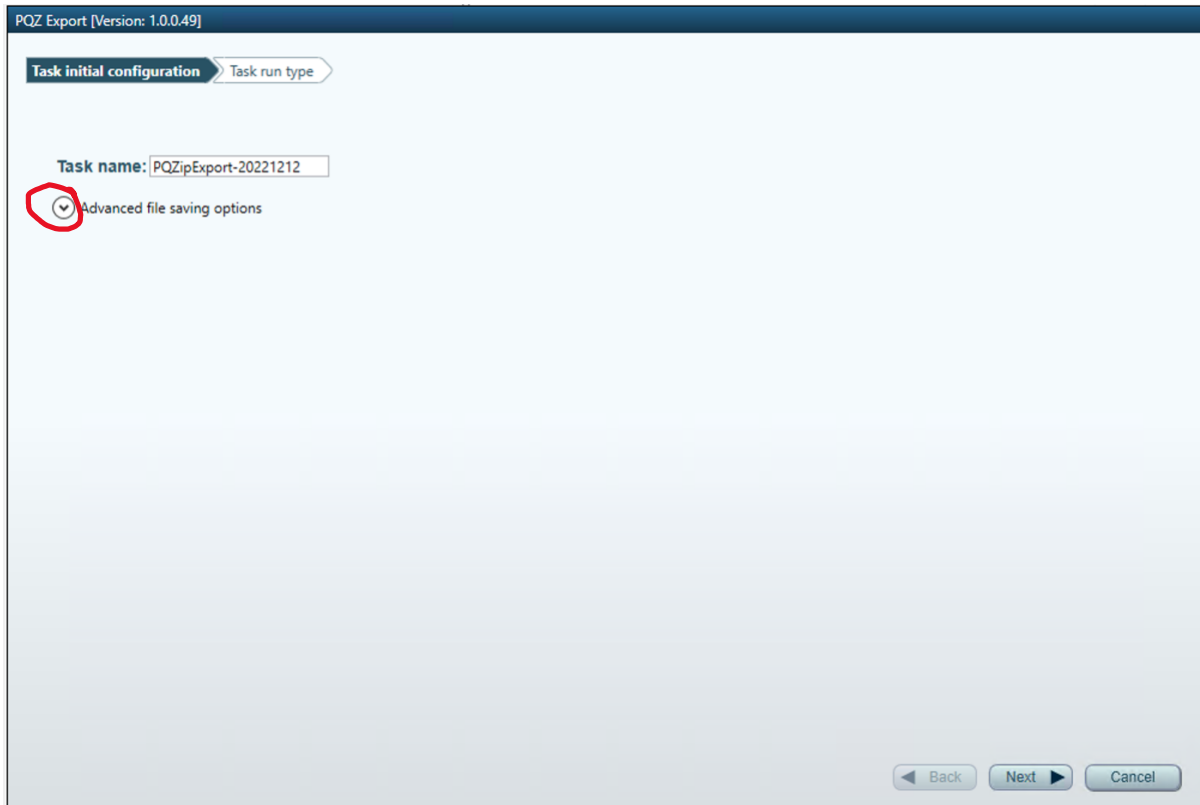 PQZ Export [Version: 1.0.0.49]
Task initial configuration Task run type
Task name: PQZipExport-20221212
Advanced file saving options
Back Next Cancel